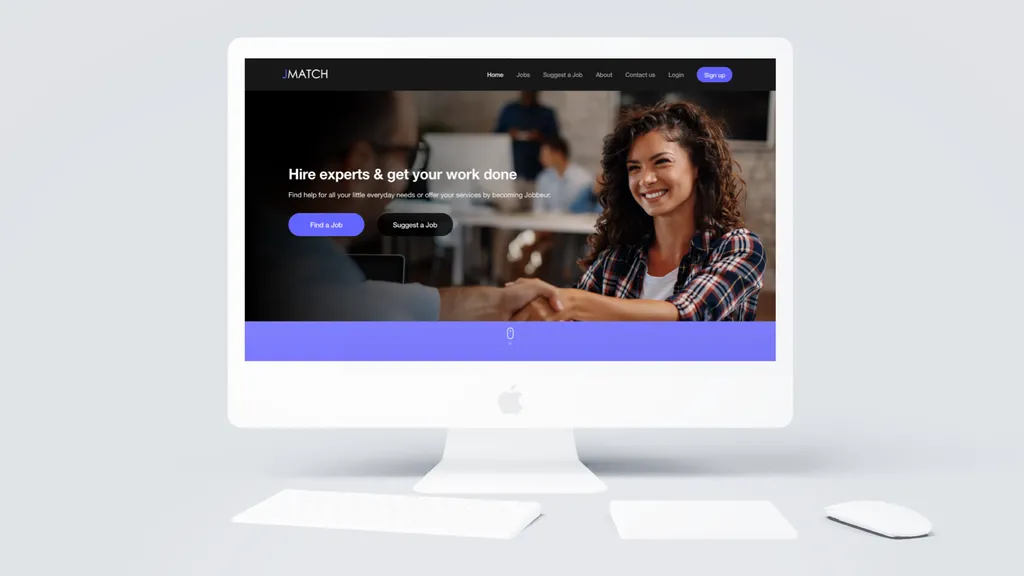 JMATCH
Home Jobs Suggest a Job About Contact us Login Sign up
Hire experts & get your work done
Find help for all your little everyday needs or offer your services by becoming Jobbeur.
Find a Job Suggest a Job